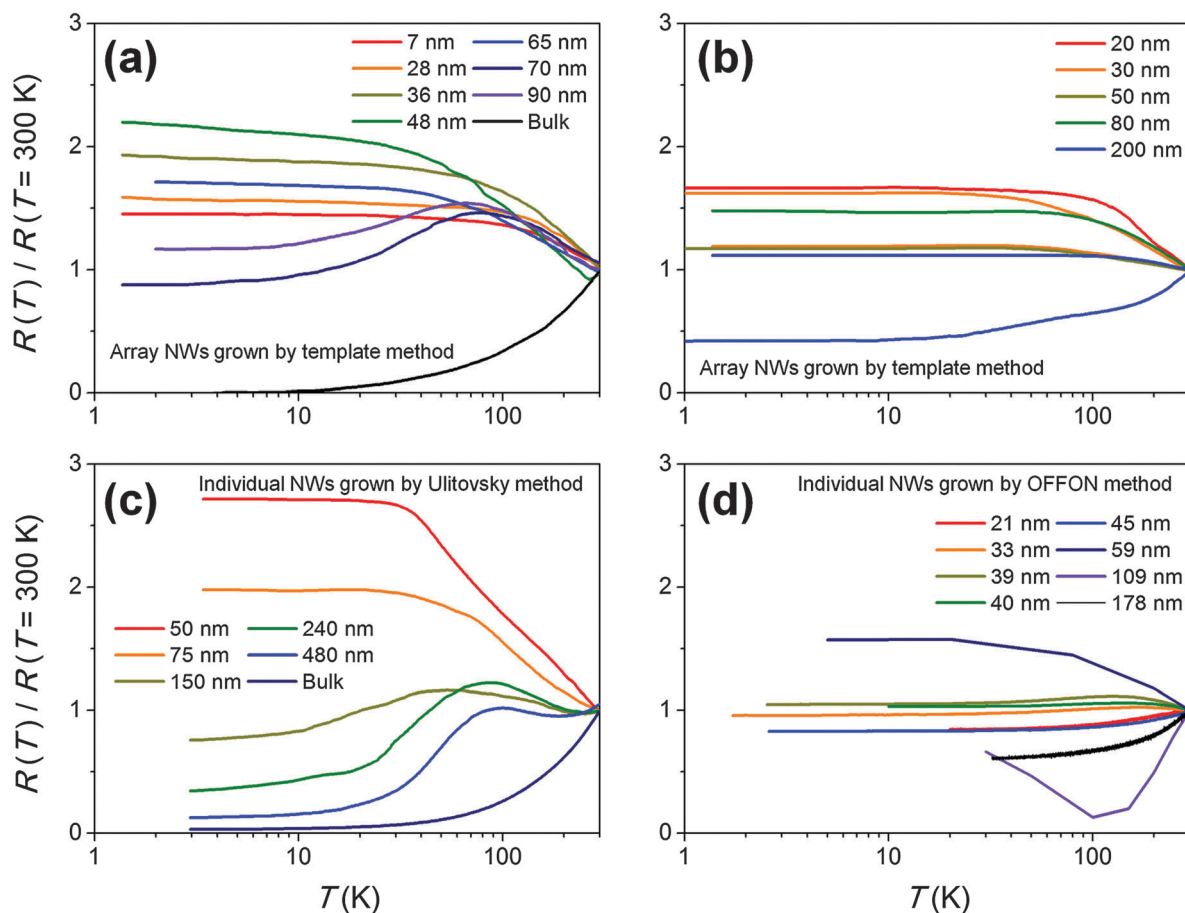 R(T) / R(T = 300 K)
3
2
1
0
(a)
7 nm
28 nm
36 nm
48 nm
65 nm
70 nm
90 nm
Bulk
Array NWs grown by template method
1
10
100
3
2
1
0
(b)
20 nm
30 nm
50 nm
80 nm
200 nm
Array NWs grown by template method
1
10
100
R(T) / R(T = 300 K)
3
2
1
0
Individual NWs grown by Ulitovsky method
(c)
50 nm
75 nm
150 nm
240 nm
480 nm
Bulk
1
10
100
T (K)
3
2
1
0
Individual NWs grown by OFFON method
(d)
21 nm
33 nm
39 nm
40 nm
45 nm
59 nm
109 nm
178 nm
1
10
100
T (K)